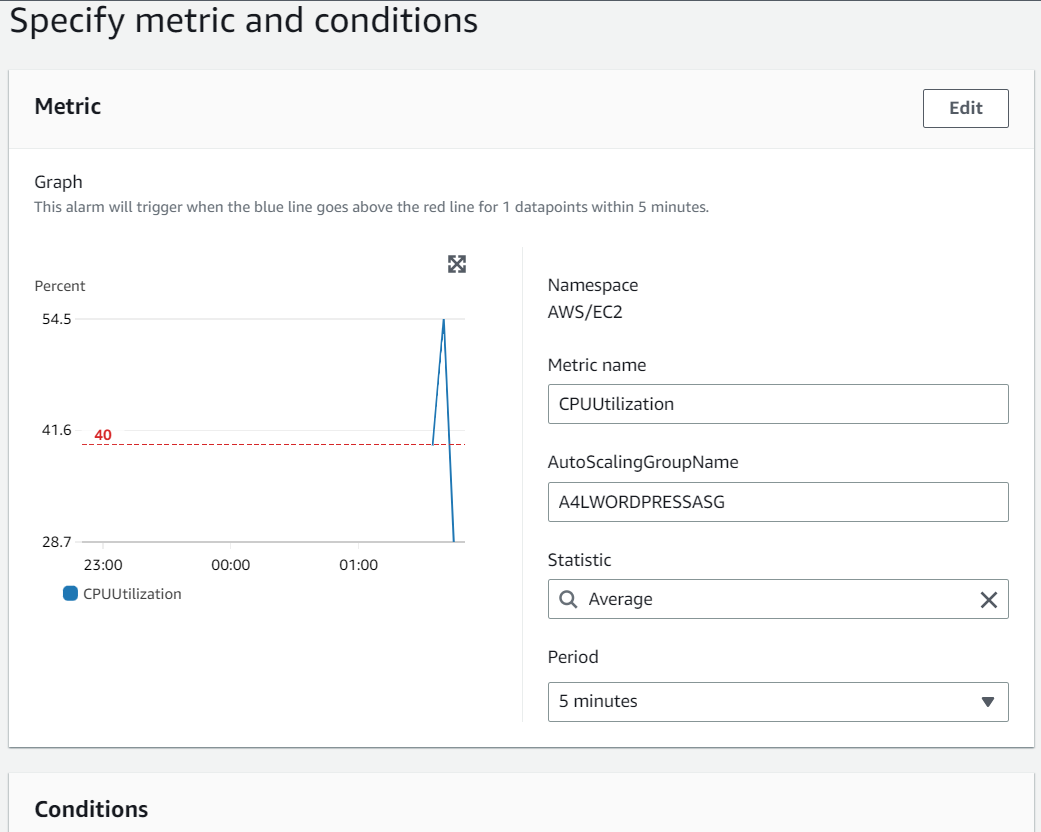 Specify metric and conditions
Metric
Edit
Graph
This alarm will trigger when the blue line goes above the red line for 1 datapoints within 5 minutes.
Percent
54.5
41.6
40
28.7
23:00 00:00 01:00
CPUUtilization
Namespace
AWS/EC2
Metric name
CPUUtilization
AutoScalingGroupName
A4LWORDPRESSASG
Statistic
Average
Period
5 minutes
Conditions